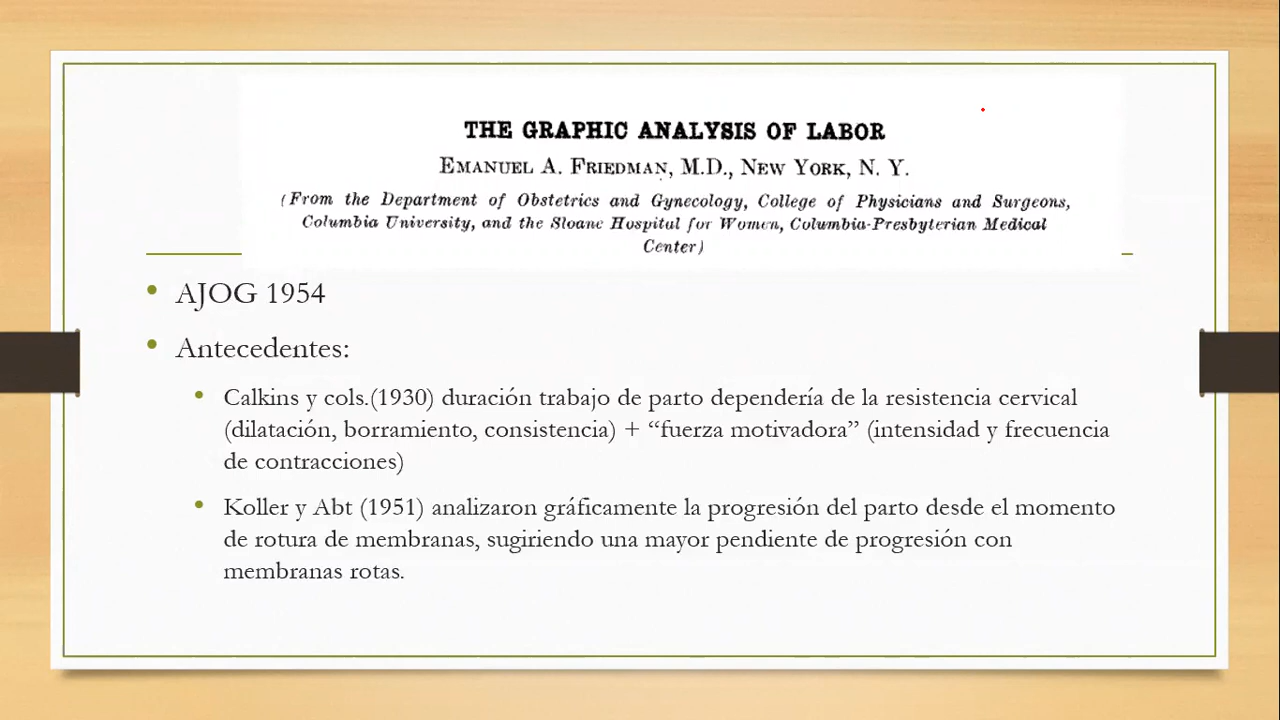 THE GRAPHIC ANALYSIS OF LABOR
EMANUEL A. FRIEDMAN, M.D., NEW YORK, N. Y.
(From the Department of Obstetrics and Gynecology, College of Physicians and Surgeons,
Columbia University, and the Sloane Hospital for Women, Columbia-Presbyterian Medical
Center)
• AJOG 1954
• Antecedentes:
• Calkins y cols.(1930) duración trabajo de parto dependería de la resistencia cervical
(dilatación, borramiento, consistencia) + “fuerza motivadora” (intensidad y frecuencia
de contracciones)
• Koller y Abt (1951) analizaron gráficamente la progresión del parto desde el momento
de rotura de membranas, sugiriendo una mayor pendiente de progresión con
membranas rotas.